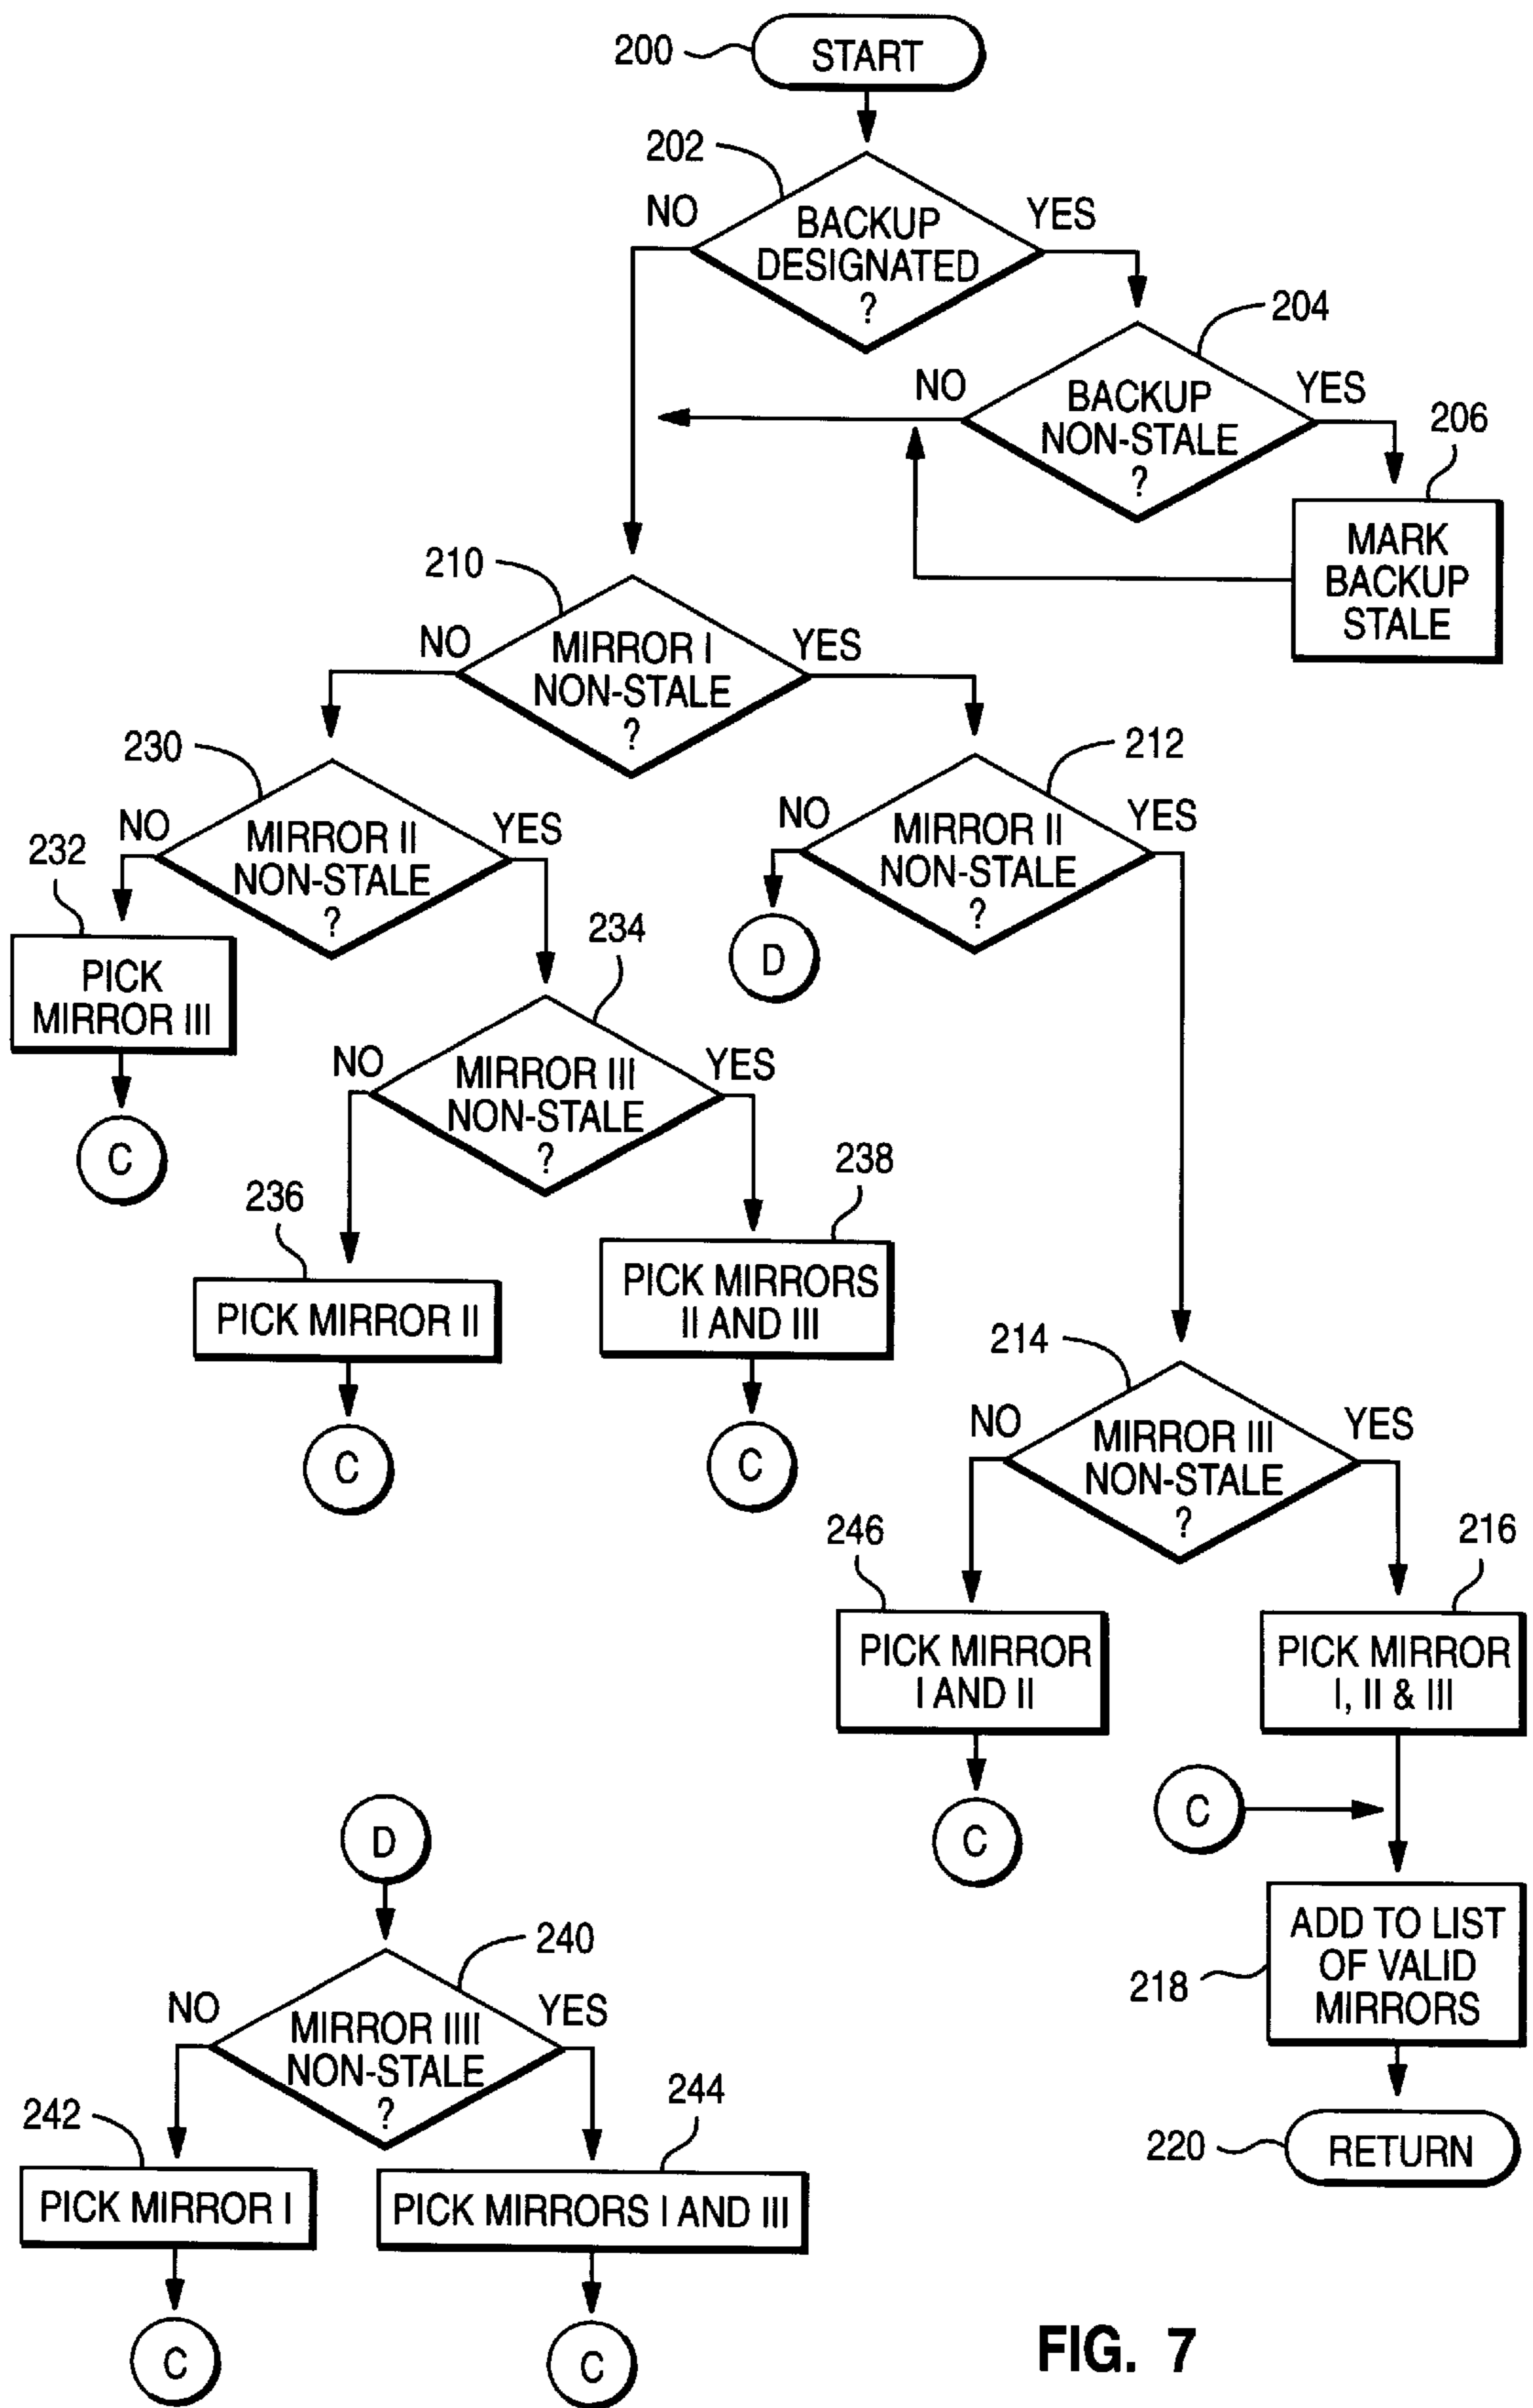 200
START
202
NO
YES
BACKUP
DESIGNATED
?
204
NO
YES
BACKUP
NON-STALE
?
206
MARK
BACKUP
STALE
210
NO
YES
MIRROR I
NON-STALE
?
230
NO
YES
MIRROR II
NON-STALE
?
212
NO
YES
MIRROR II
NON-STALE
?
232
PICK
MIRROR III
C
D
234
NO
YES
MIRROR III
NON-STALE
?
236
PICK MIRROR II
C
238
PICK MIRRORS
II AND III
C
214
NO
YES
MIRROR III
NON-STALE
?
246
PICK MIRROR
I AND II
C
216
PICK MIRROR
I, II & III
C
218
ADD TO LIST
OF VALID
MIRRORS
220
RETURN
D
240
NO
YES
MIRROR IIII
NON-STALE
?
242
PICK MIRROR I
C
244
PICK MIRRORS I AND III
C
FIG. 7